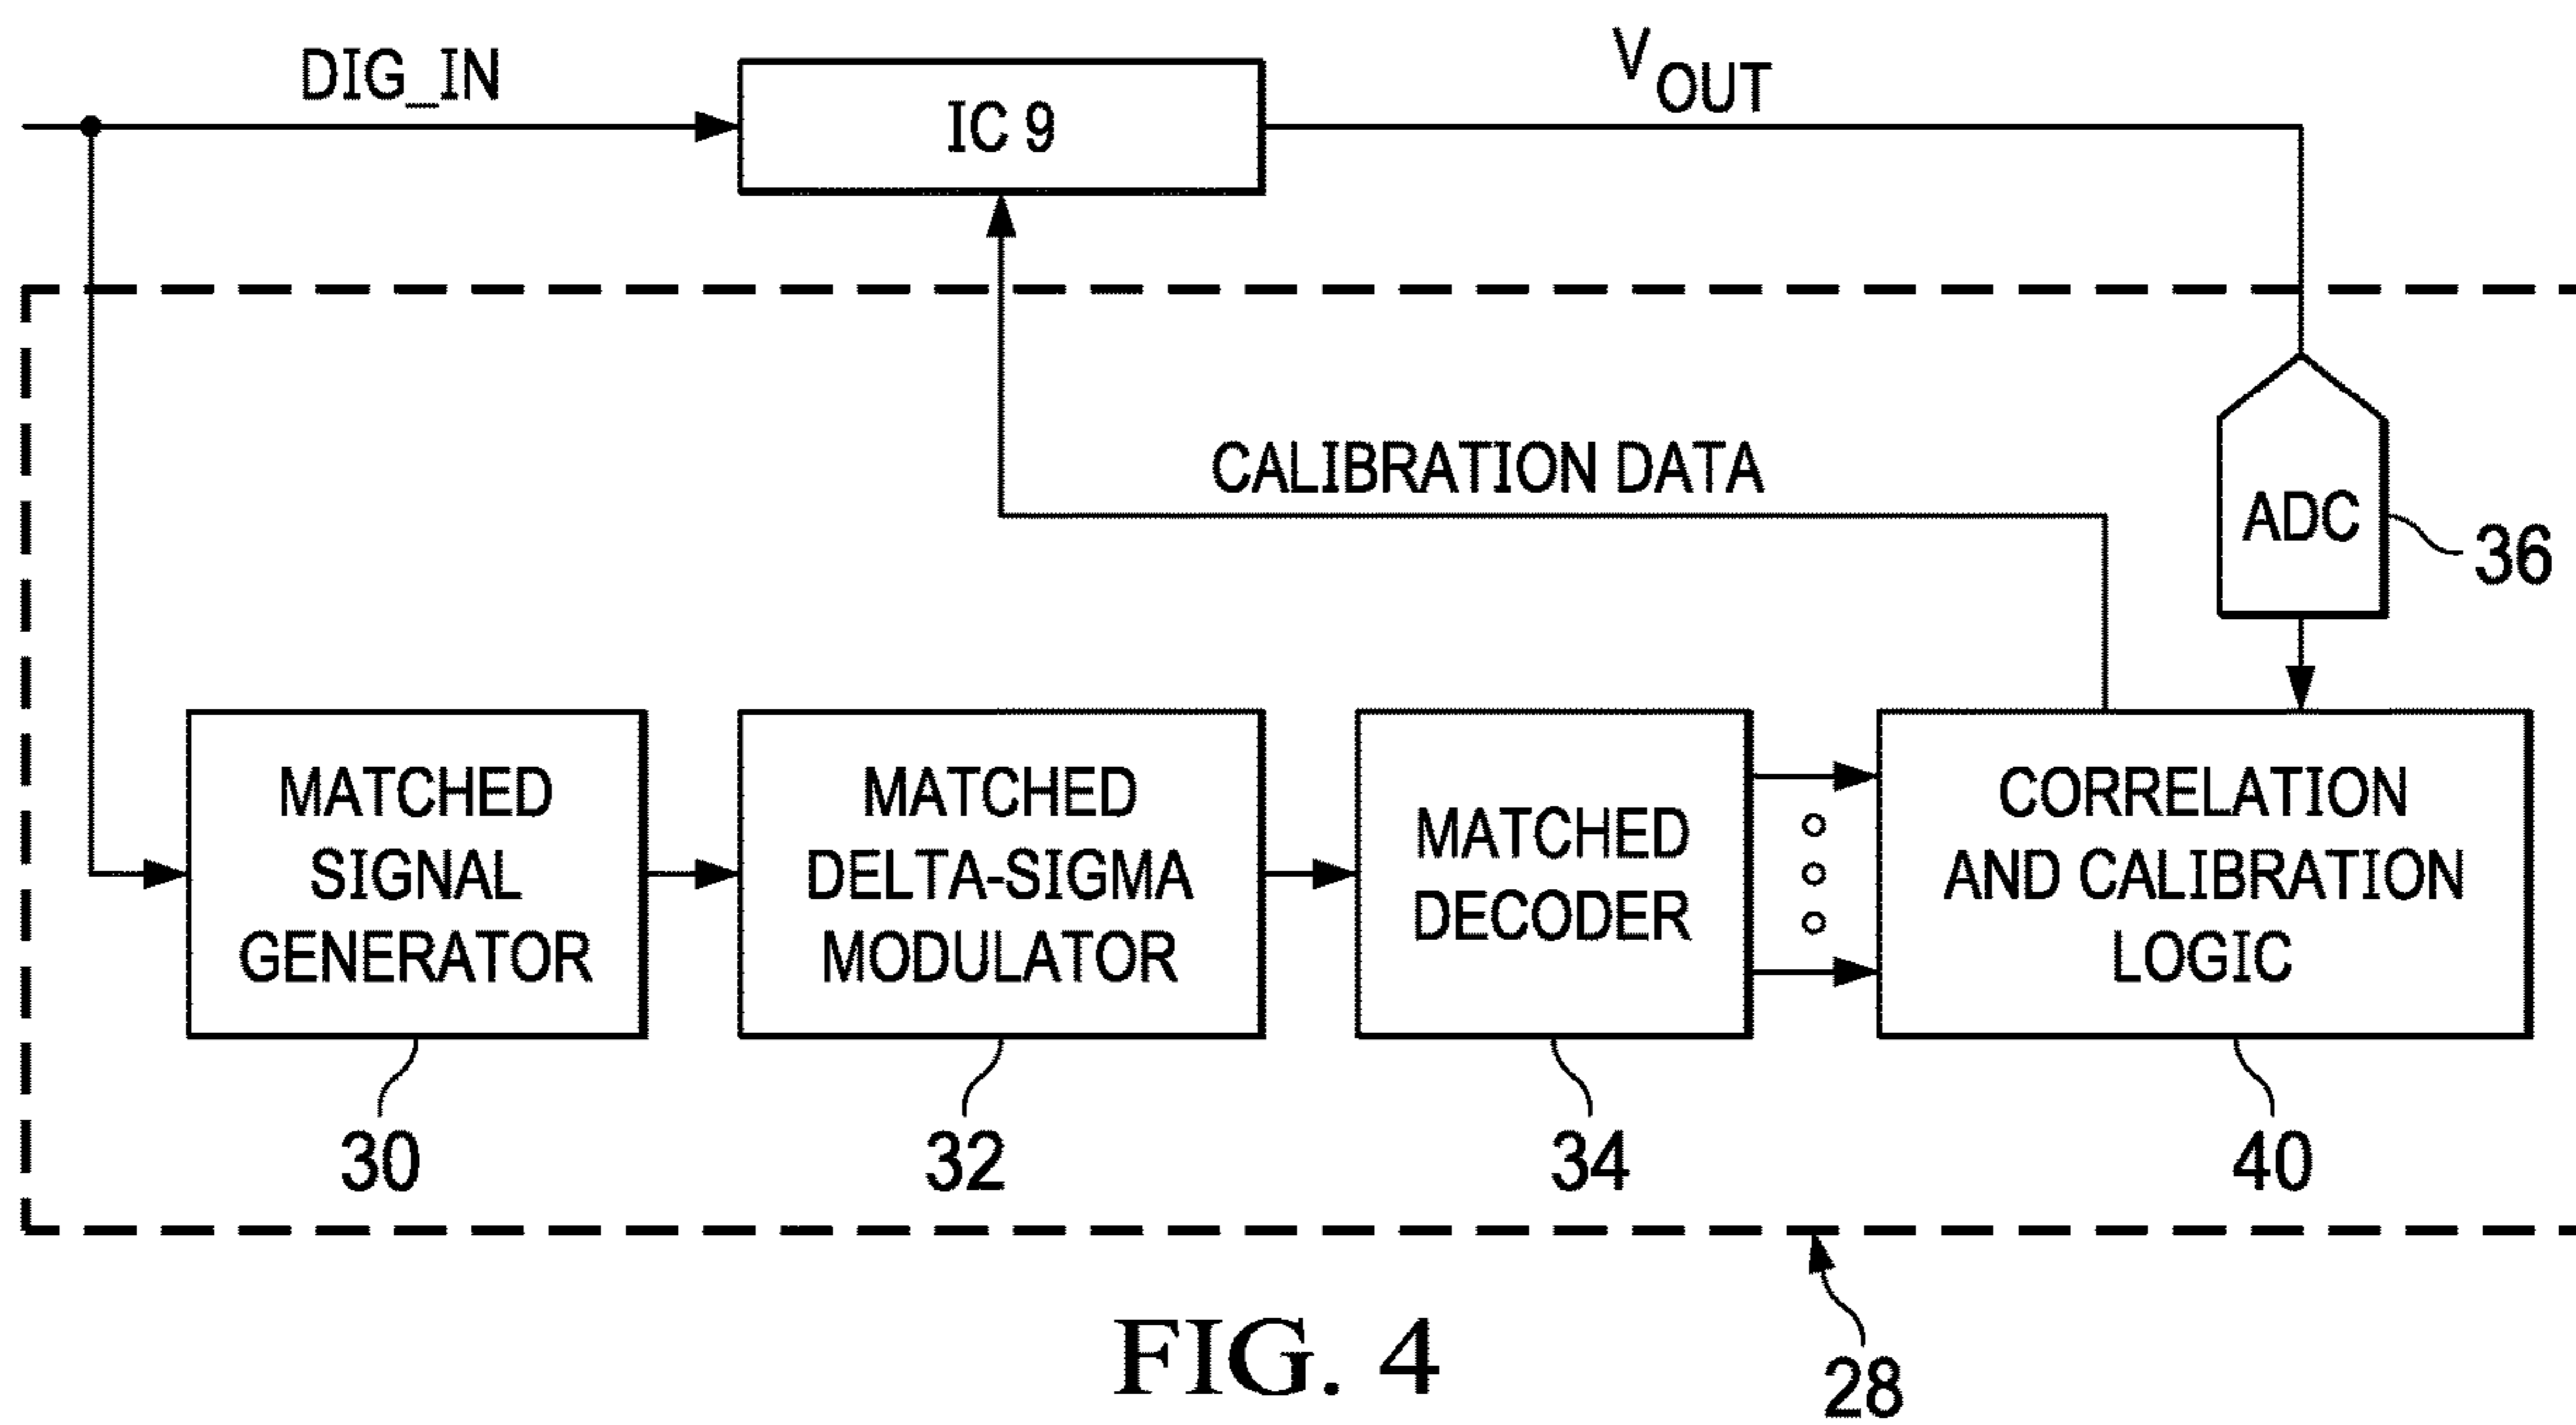 DIG_IN
IC 9
VOUT
CALIBRATION DATA
ADC
36
MATCHED
SIGNAL
GENERATOR
30
MATCHED
DELTA-SIGMA
MODULATOR
32
MATCHED
DECODER
34
CORRELATION
AND CALIBRATION
LOGIC
40
28
FIG. 4